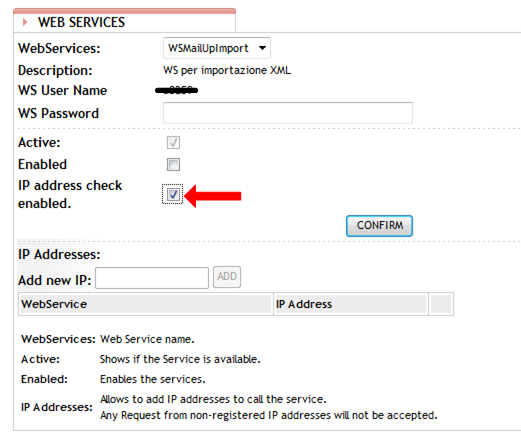 WEB SERVICES
WebServices: WSMailUpImport
Description: WS per importazione XML
WS User Name
WS Password
Active:
Enabled
IP address check
enabled.
CONFIRM
IP Addresses:
Add new IP: ADD
WebService IP Address
WebServices: Web Service name.
Active: Shows if the Service is available.
Enabled: Enables the services.
IP Addresses: Allows to add IP addresses to call the service.
Any Request from non-registered IP addresses will not be accepted.